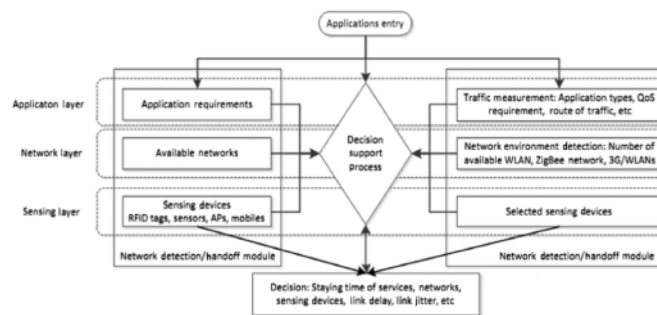 Applications entry
Applicaton layer
Application requirements
Traffic measurement: Application types, QoS
requirement, route of traffic, etc
Decision
support
process
Network layer
Available networks
Network environment detection: Number of
available WLAN, ZigBee network, 3G/WLANs
Sensing layer
Sensing devices
RFID tags, sensors, APs, mobiles
Selected sensing devices
Network detection/handoff module
Network detection/handoff module
Decision: Staying time of services, networks,
sensing devices, link delay, link jitter, etc